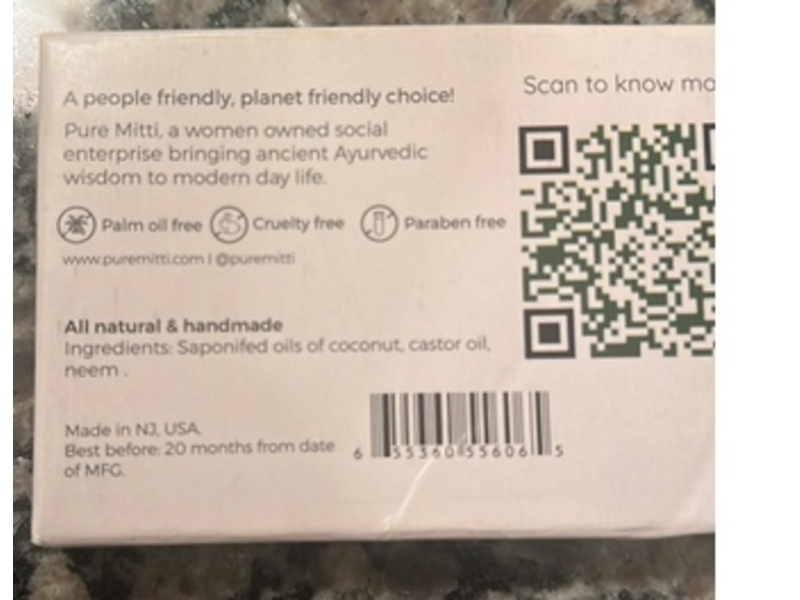 A people friendly, planet friendly choice!
Pure Mitti, a women owned social
enterprise bringing ancient Ayurvedic
wisdom to modern day life.
Palm oil free Cruelty free Paraben free
www.puremitti.com | @puremitti
All natural & handmade
Ingredients: Saponifed oils of coconut, castor oil,
neem .
Made in NJ, USA.
Best before: 20 months from date
of MFG.
Scan to know mo
6 55360 55606 5